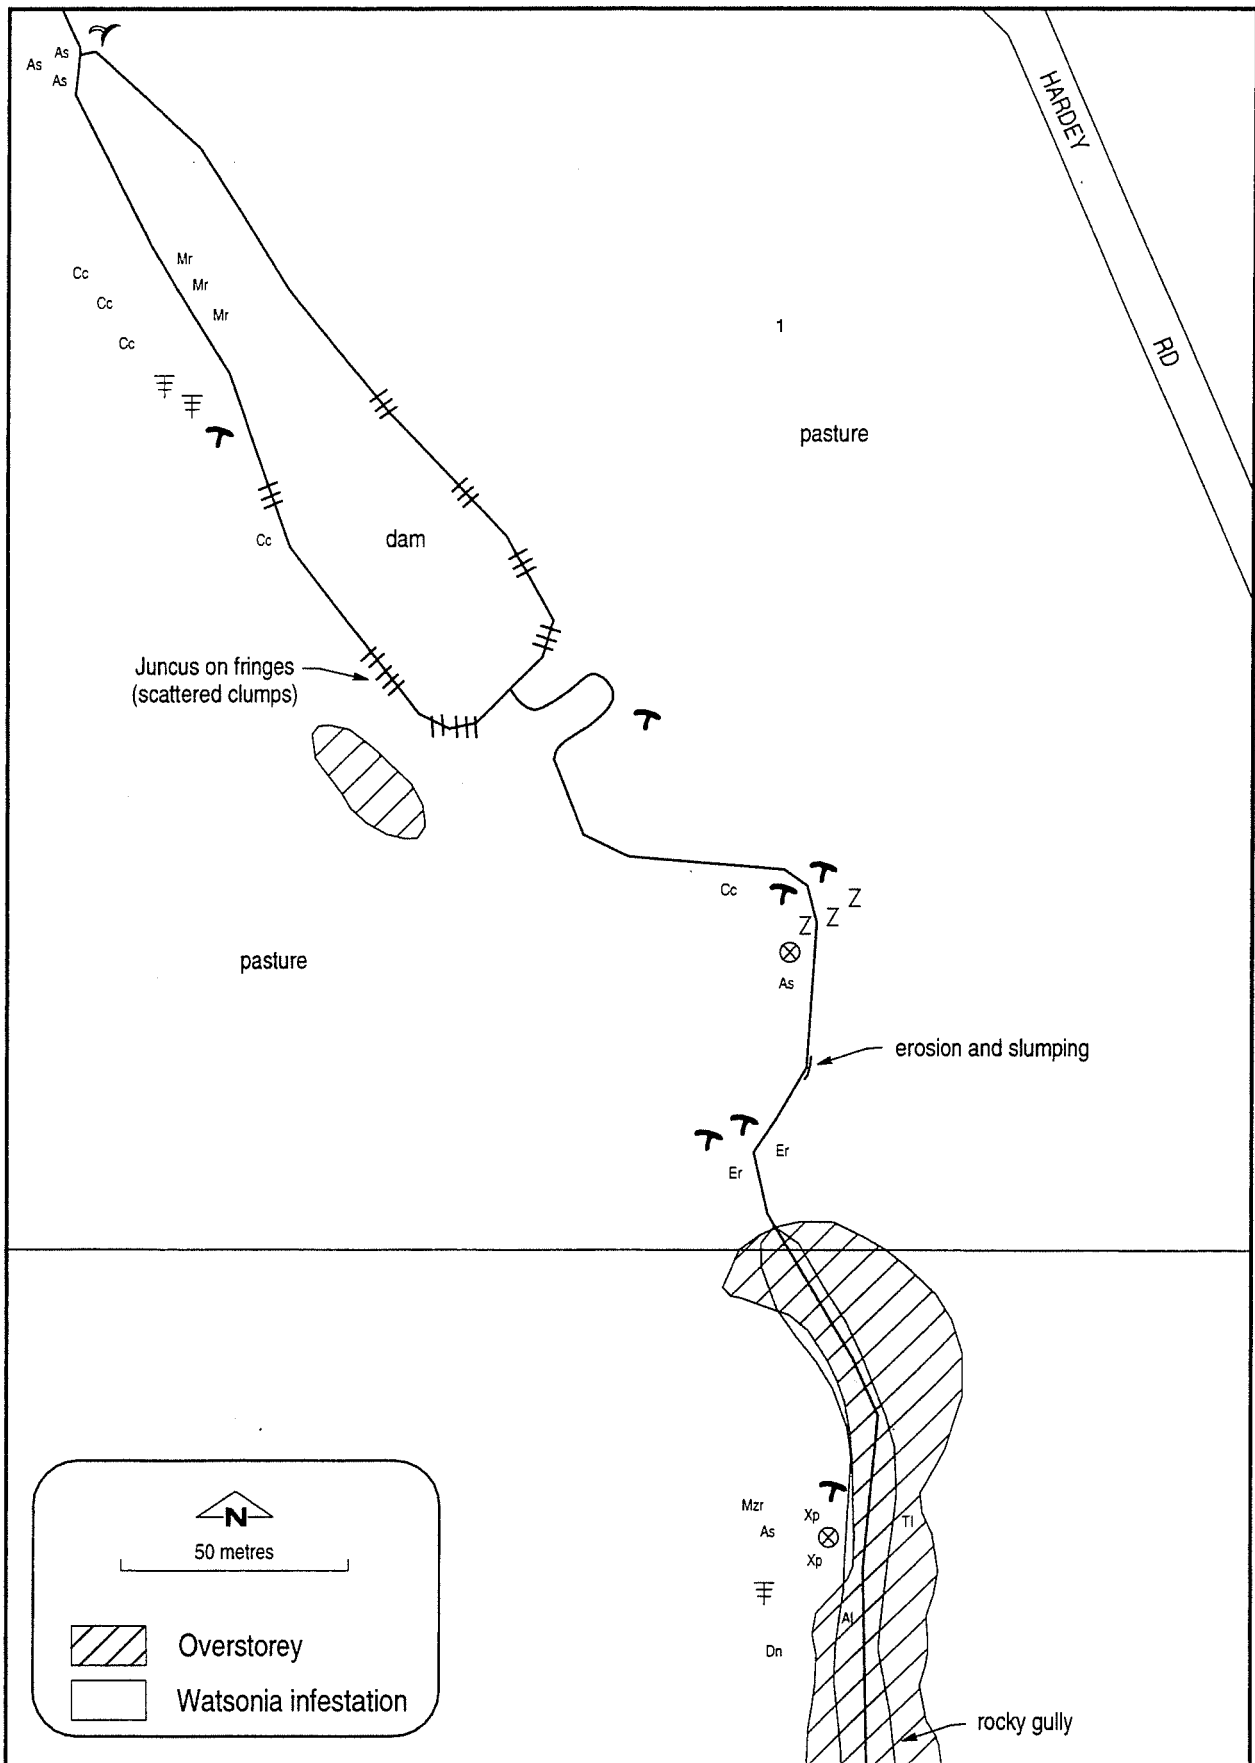 As
As
As
HARDEY
RD
Mr
Mr
Mr
Cc
Cc
Cc
1
pasture
Cc
dam
Juncus on fringes
(scattered clumps)
Cc
Z
Z
Z
pasture
As
erosion and slumping
Er
Er
N
50 metres
Overstorey
Watsonia infestation
Mzr
As
Xp
Xp
Tl
Al
Dn
rocky gully